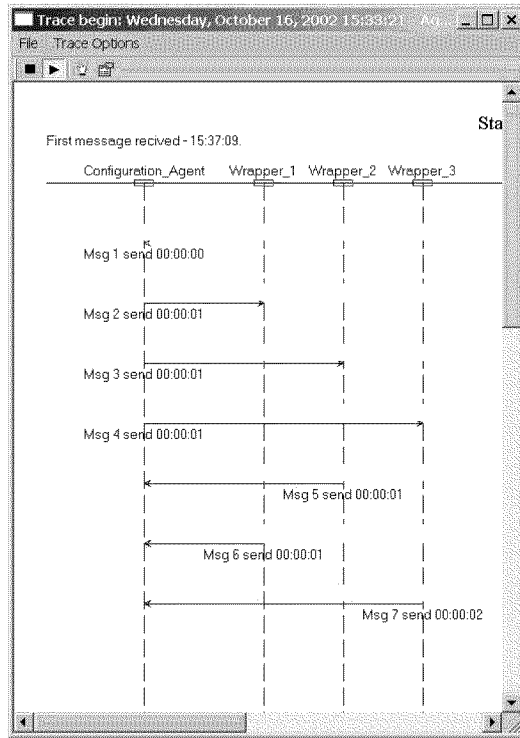 Trace begin: Wednesday, October 16, 2002 15:33:21
File Trace Options
Sta
First message recived - 15:37:09.
Configuration_Agent Wrapper_1 Wrapper_2 Wrapper_3
Msg 1 send 00:00:00
Msg 2 send 00:00:01
Msg 3 send 00:00:01
Msg 4 send 00:00:01
Msg 5 send 00:00:01
Msg 6 send 00:00:01
Msg 7 send 00:00:02